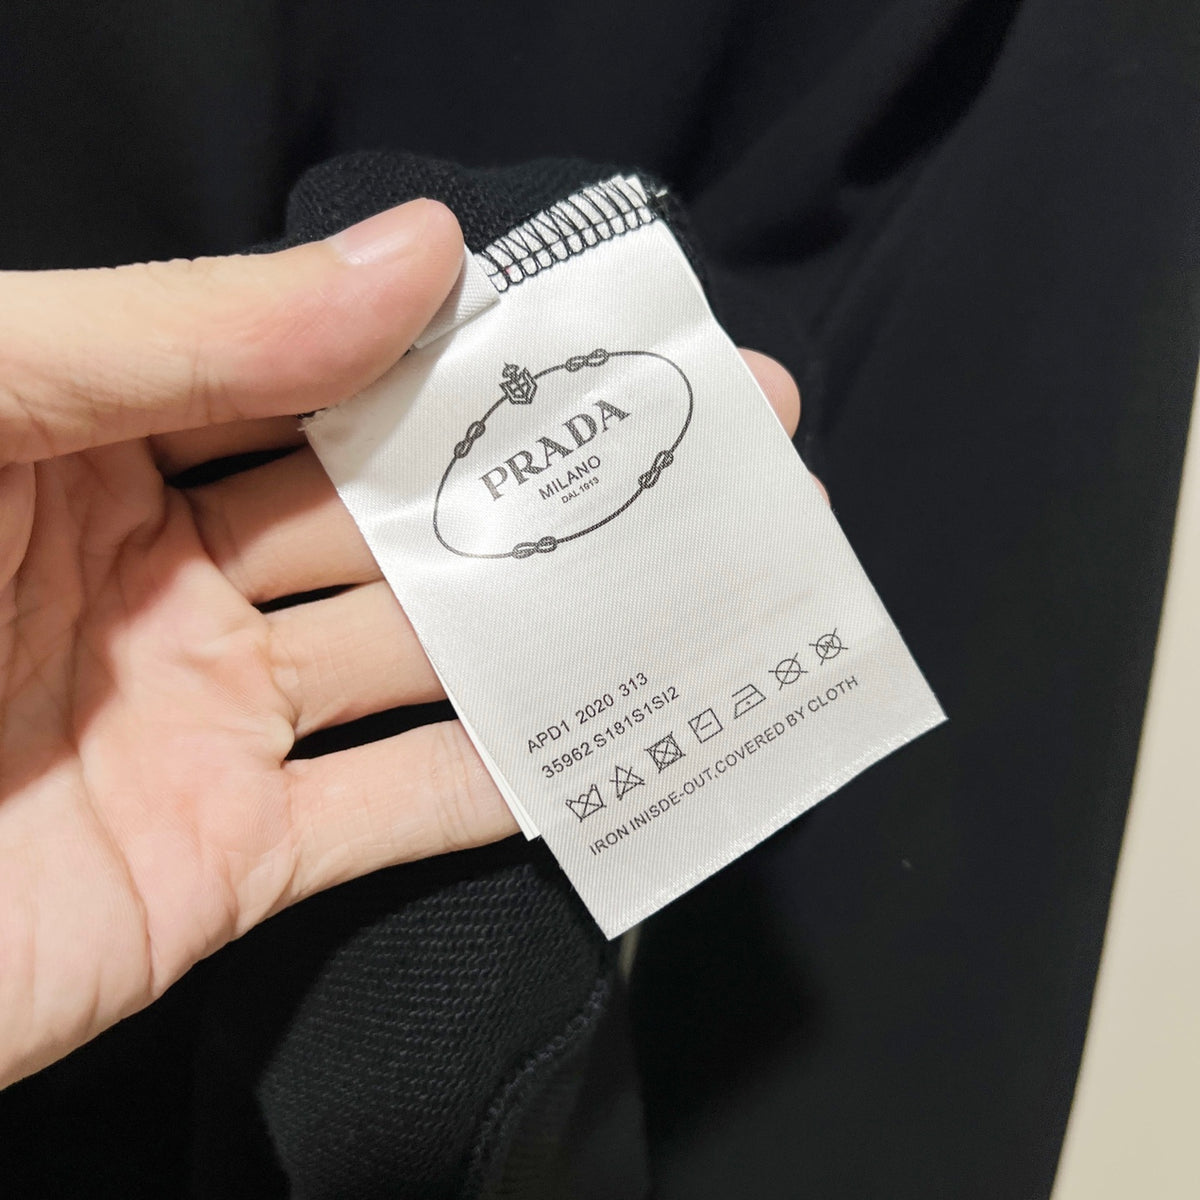 PRADA
MILANO
DAL 1913
APD1 2020 313
35962 S181S1SI2
IRON INISDE-OUT.COVERED BY CLOTH